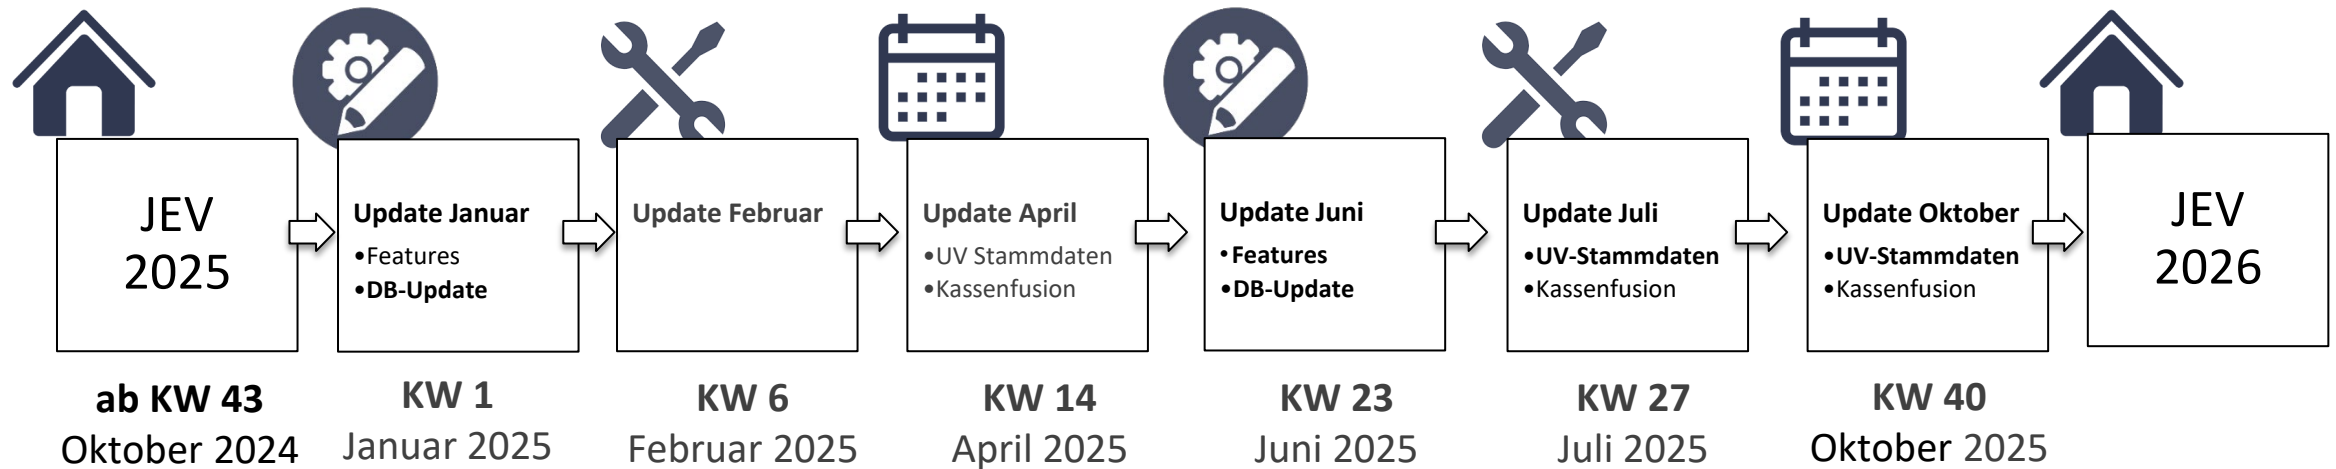 JEV
2025
ab KW 43
Oktober 2024
Update Januar
•Features
•DB-Update
KW 1
Januar 2025
Update Februar
KW 6
Februar 2025
Update April
•UV Stammdaten
•Kassenfusion
KW 14
April 2025
Update Juni
•Features
•DB-Update
KW 23
Juni 2025
Update Juli
•UV-Stammdaten
•Kassenfusion
KW 27
Juli 2025
Update Oktober
•UV-Stammdaten
•Kassenfusion
KW 40
Oktober 2025
JEV
2026